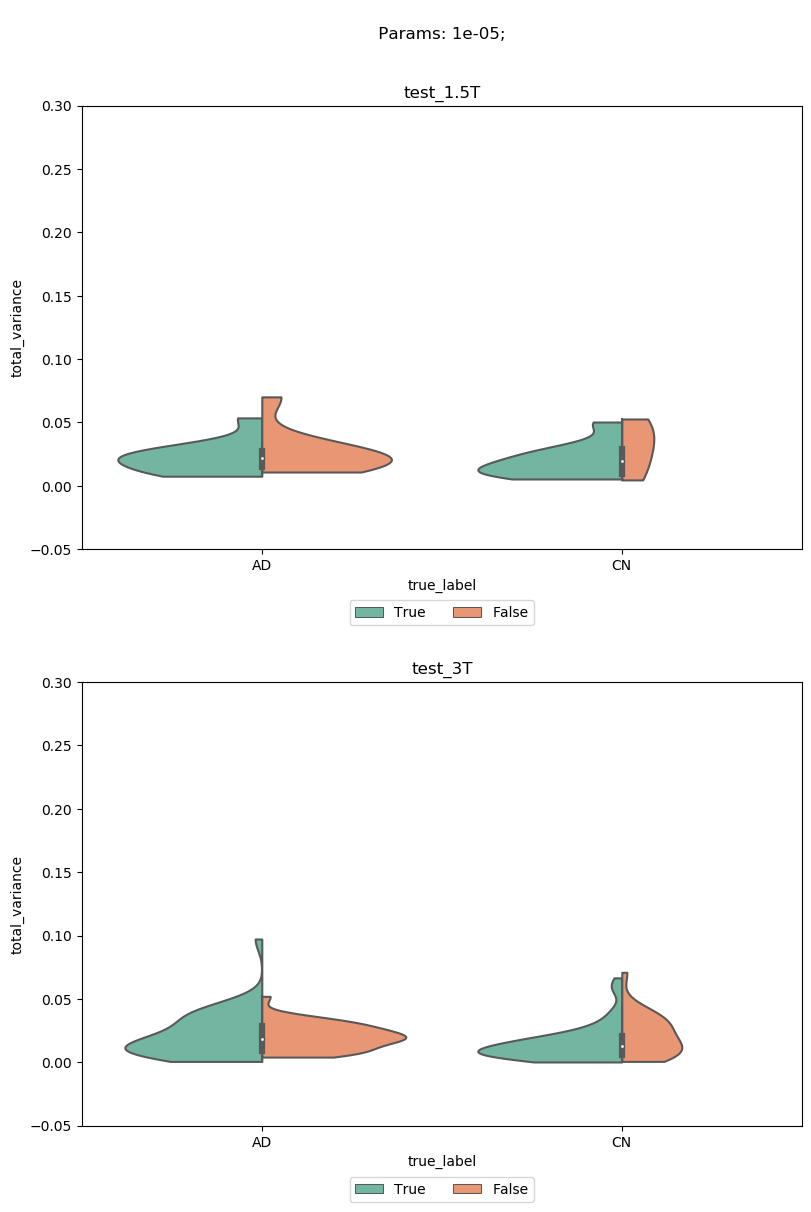 Params: 1e-05;
test_1.5T
0.30
0.25
0.20
0.15
0.10
0.05
0.00
−0.05
total_variance
AD CN
true_label
True False
test_3T
0.30
0.25
0.20
0.15
0.10
0.05
0.00
−0.05
total_variance
AD CN
true_label
True False